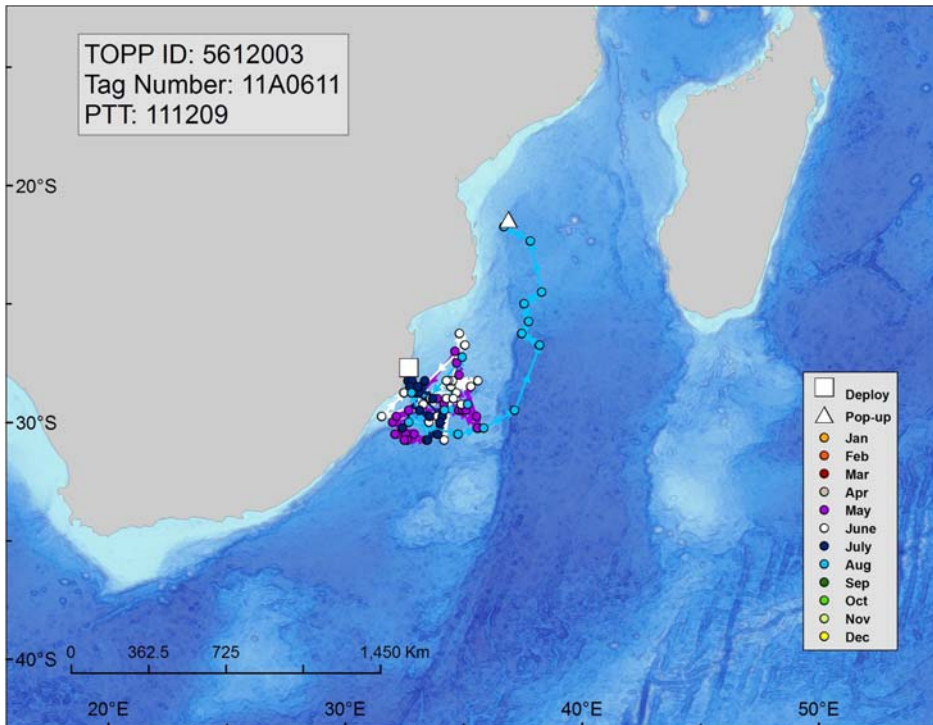 TOPP ID: 5612003
Tag Number: 11A0611
PTT: 111209
20°S
30°S
Deploy
Pop-up
Jan
Feb
Mar
Apr
May
June
July
Aug
Sep
Oct
Nov
Dec
0 362.5 725 1,450 Km
40°S
20°E 30°E 40°E 50°E